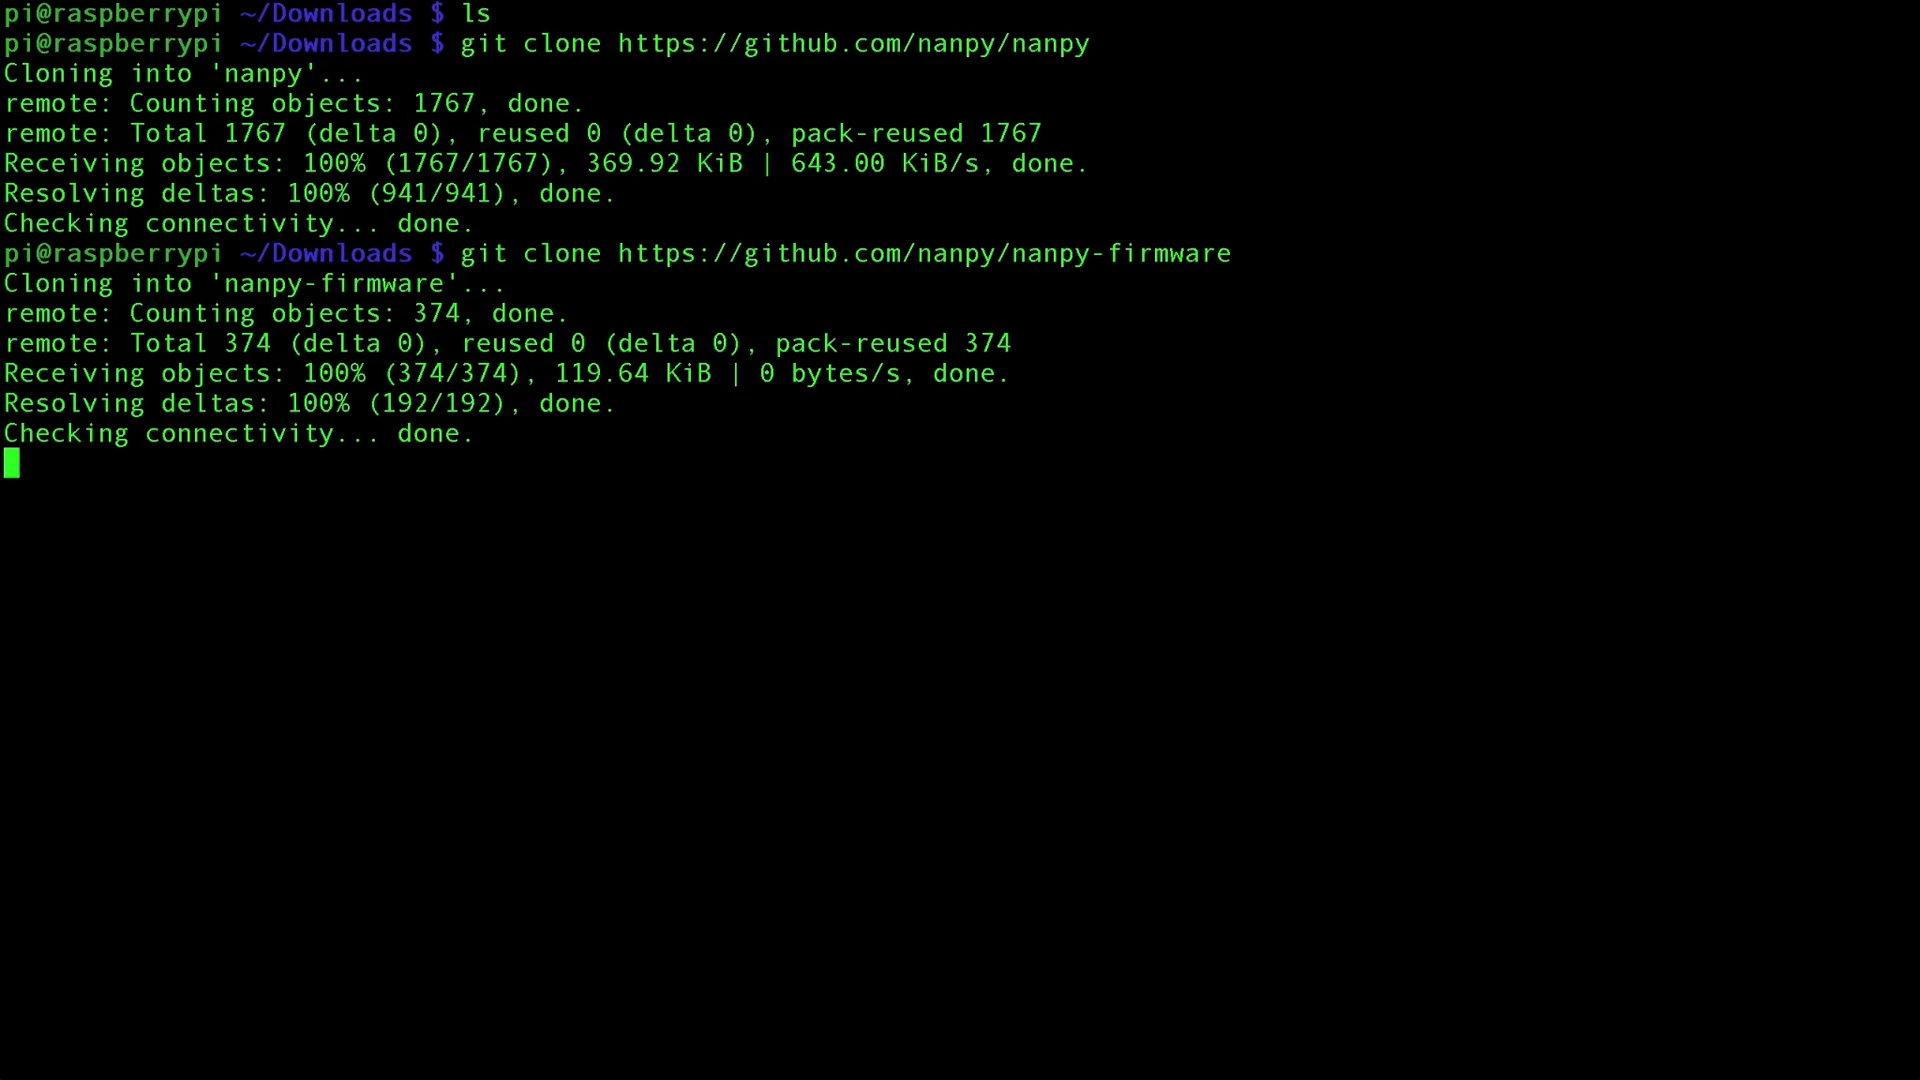 pi@raspberrypi ~/Downloads $ ls
pi@raspberrypi ~/Downloads $ git clone https://github.com/nanpy/nanpy
Cloning into 'nanpy'...
remote: Counting objects: 1767, done.
remote: Total 1767 (delta 0), reused 0 (delta 0), pack-reused 1767
Receiving objects: 100% (1767/1767), 369.92 KiB | 643.00 KiB/s, done.
Resolving deltas: 100% (941/941), done.
Checking connectivity... done.
pi@raspberrypi ~/Downloads $ git clone https://github.com/nanpy/nanpy-firmware
Cloning into 'nanpy-firmware'...
remote: Counting objects: 374, done.
remote: Total 374 (delta 0), reused 0 (delta 0), pack-reused 374
Receiving objects: 100% (374/374), 119.64 KiB | 0 bytes/s, done.
Resolving deltas: 100% (192/192), done.
Checking connectivity... done.